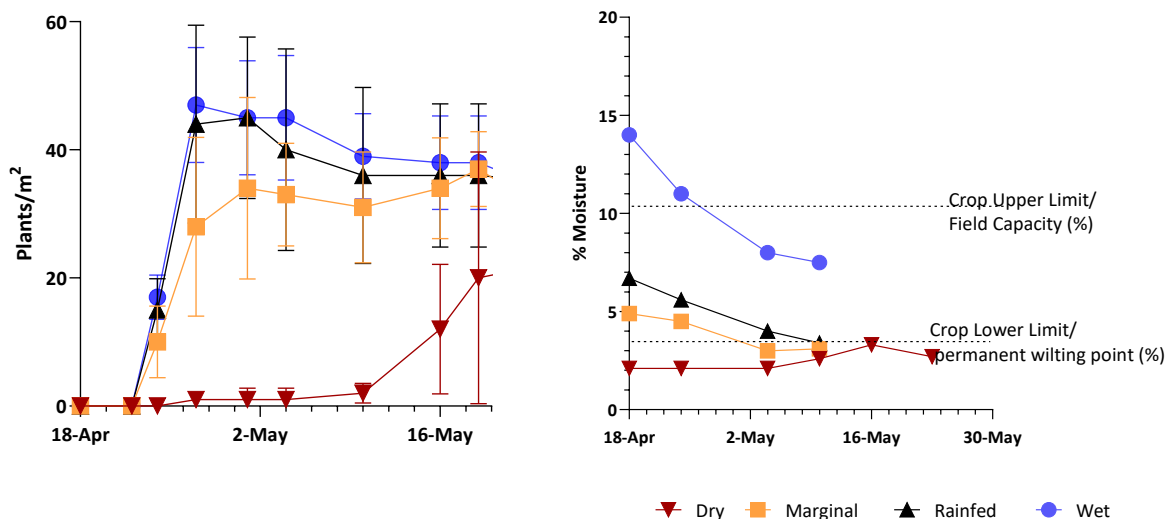 60
40
20
0
Plants/m²
18-Apr
2-May
16-May
20
15
10
5
0
% Moisture
Crop Upper Limit/
Field Capacity (%)
Crop Lower Limit/
permanent wilting point (%)
18-Apr
2-May
16-May
30-May
Dry
Marginal
Rainfed
Wet